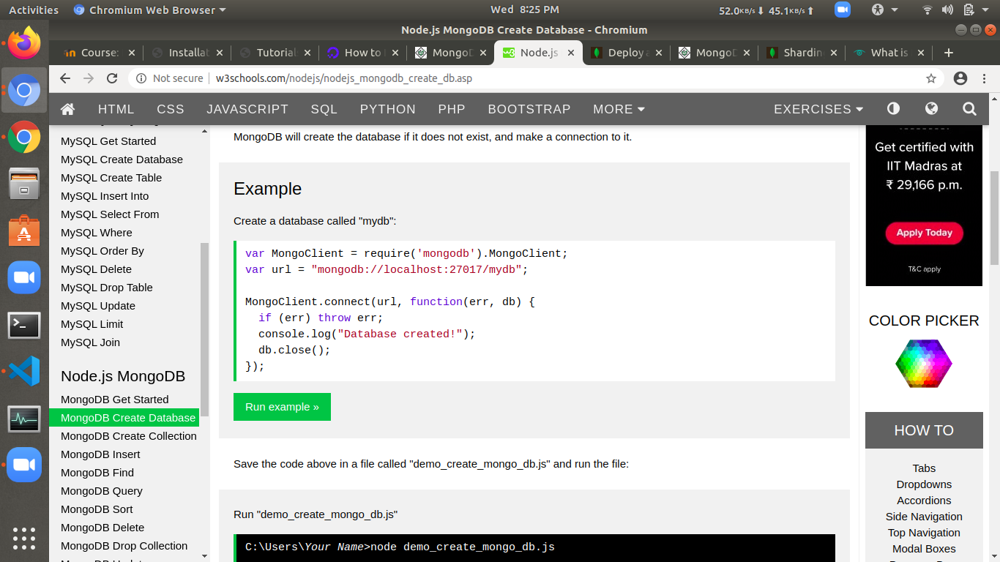 Activities
Chromium Web Browser
Wed 8:25 PM
52.0KB/s 45.1KB/s
Node.js MongoDB Create Database - Chromium
Course:
Installat
Tutorial
How to
MongoD
Node.js
Deploy a
MongoD
Sharding
What is
Not secure
w3schools.com/nodejs/nodejs_mongodb_create_db.asp
HTML
CSS
JAVASCRIPT
SQL
PYTHON
PHP
BOOTSTRAP
MORE
EXERCISES
MySQL Get Started
MySQL Create Database
MySQL Create Table
MySQL Insert Into
MySQL Select From
MySQL Where
MySQL Order By
MySQL Delete
MySQL Drop Table
MySQL Update
MySQL Limit
MySQL Join
Node.js MongoDB
MongoDB Get Started
MongoDB Create Database
MongoDB Create Collection
MongoDB Insert
MongoDB Find
MongoDB Query
MongoDB Sort
MongoDB Delete
MongoDB Drop Collection
MongoDB will create the database if it does not exist, and make a connection to it.
Example
Create a database called "mydb":
var MongoClient = require('mongodb').MongoClient;
var url = "mongodb://localhost:27017/mydb";
MongoClient.connect(url, function(err, db) {
if (err) throw err;
console.log("Database created!");
db.close();
});
Run example »
Save the code above in a file called "demo_create_mongo_db.js" and run the file:
Run "demo_create_mongo_db.js"
C:\Users\Your Name>node demo_create_mongo_db.js
Get certified with
IIT Madras at
₹ 29,166 p.m.
Apply Today
T&C apply
COLOR PICKER
HOW TO
Tabs
Dropdowns
Accordions
Side Navigation
Top Navigation
Modal Boxes